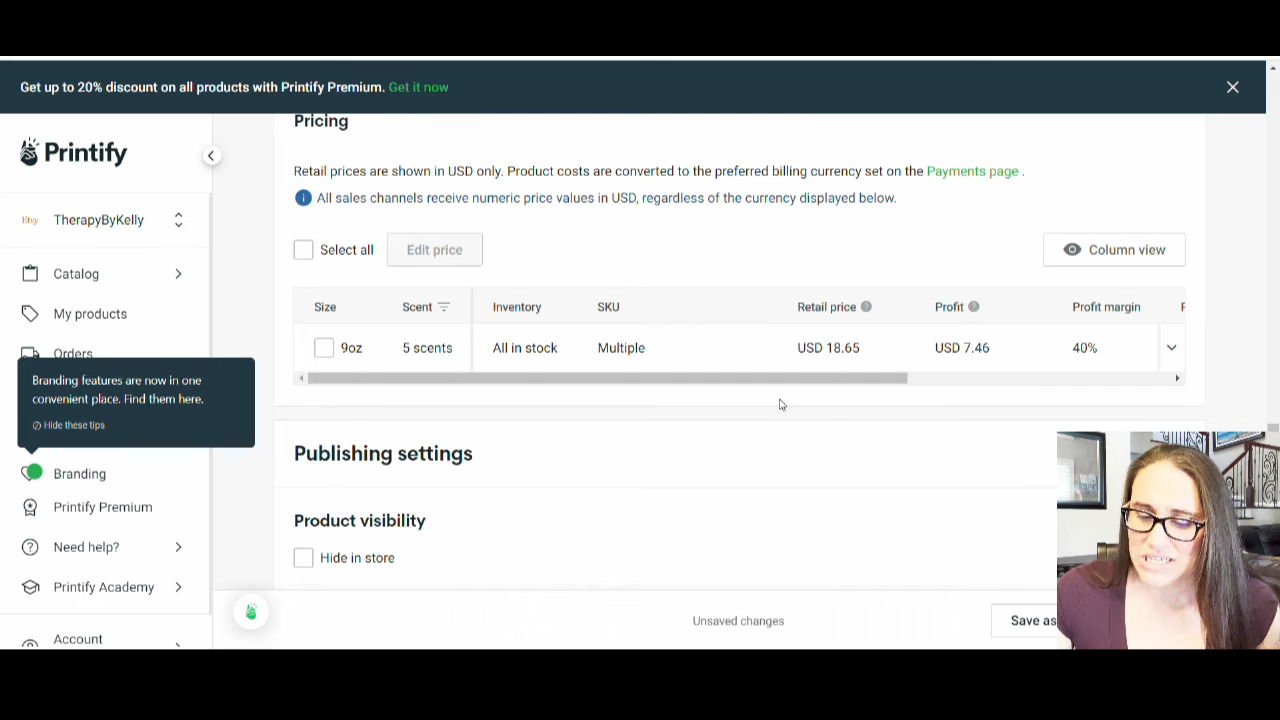 Get up to 20% discount on all products with Printify Premium. Get it now
Printify
Etsy TherapyByKelly
Catalog
My products
Orders
Branding features are now in one
convenient place. Find them here.
Hide these tips
Branding
Printify Premium
Need help?
Printify Academy
Account
Pricing
Retail prices are shown in USD only. Product costs are converted to the preferred billing currency set on the Payments page .
All sales channels receive numeric price values in USD, regardless of the currency displayed below.
Select all Edit price Column view
Size Scent Inventory SKU Retail price Profit Profit margin
9oz 5 scents All in stock Multiple USD 18.65 USD 7.46 40%
Publishing settings
Product visibility
Hide in store
Unsaved changes Save as